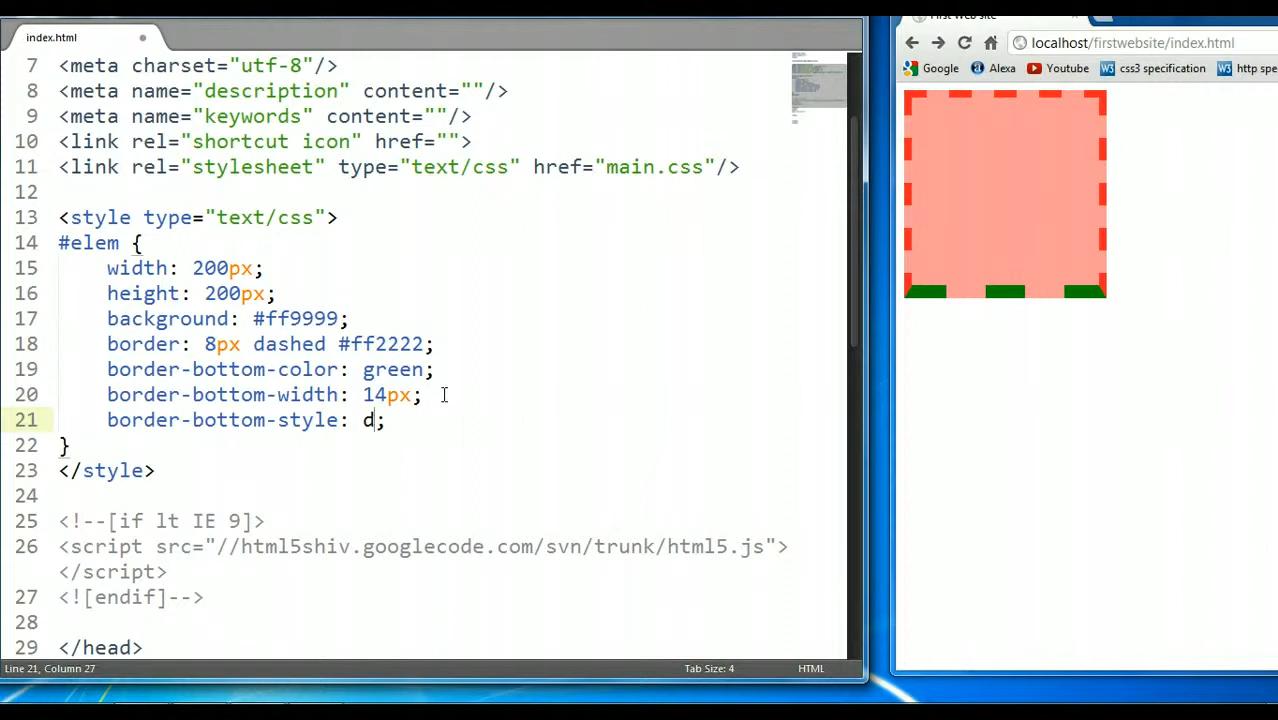 index.html
7 <meta charset="utf-8"/>
8 <meta name="description" content=""/>
9 <meta name="keywords" content=""/>
10 <link rel="shortcut icon" href="">
11 <link rel="stylesheet" type="text/css" href="main.css"/>
12
13 <style type="text/css">
14 #elem {
15 width: 200px;
16 height: 200px;
17 background: #ff9999;
18 border: 8px dashed #ff2222;
19 border-bottom-color: green;
20 border-bottom-width: 14px;
21 border-bottom-style: d;
22 }
23 </style>
24
25 <!--[if lt IE 9]>
26 <script src="//html5shiv.googlecode.com/svn/trunk/html5.js">
</script>
27 <![endif]-->
28
29 </head>
Line 21, Column 27 Tab Size: 4 HTML
First Web site
localhost/firstwebsite/index.html
Google Alexa Youtube css3 specification http spe